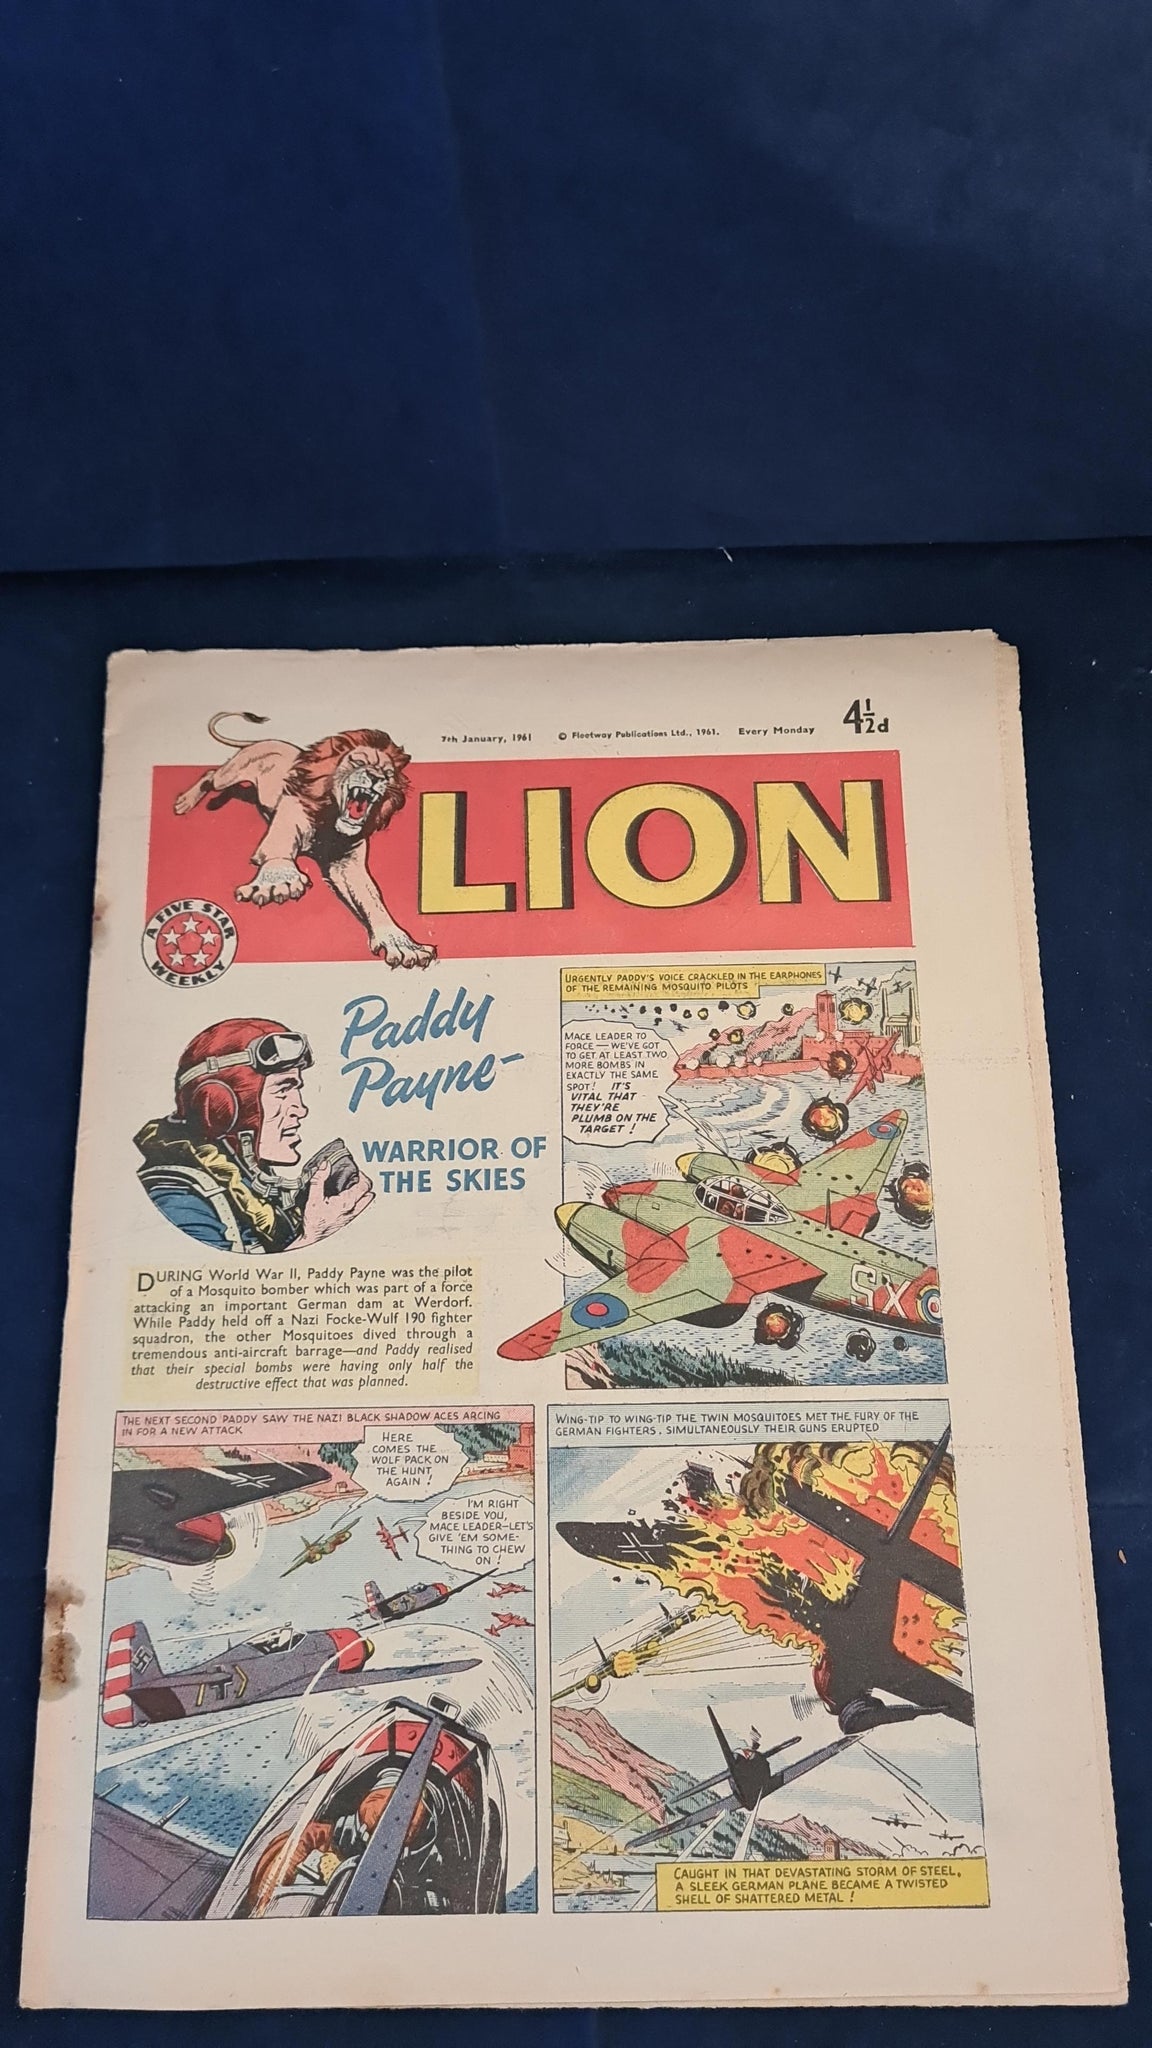 7th January, 1961 © Fleetway Publications Ltd., 1961. Every Monday 4½d
LION
A FIVE STAR
WEEKLY
Paddy
Payne-
WARRIOR OF
THE SKIES
DURING World War II, Paddy Payne was the pilot
of a Mosquito bomber which was part of a force
attacking an important German dam at Werdorf.
While Paddy held off a Nazi Focke-Wulf 190 fighter
squadron, the other Mosquitoes dived through a
tremendous anti-aircraft barrage—and Paddy realised
that their special bombs were having only half the
destructive effect that was planned.
URGENTLY PADDY'S VOICE CRACKLED IN THE EARPHONES
OF THE REMAINING MOSQUITO PILOTS
MACE LEADER TO
FORCE — WE'VE GOT
TO GET AT LEAST TWO
MORE BOMBS IN
EXACTLY THE SAME
SPOT! IT'S
VITAL THAT
THEY'RE
PLUMB ON THE
TARGET!
SX
THE NEXT SECOND PADDY SAW THE NAZI BLACK SHADOW ACES ARCING
IN FOR A NEW ATTACK
HERE
COMES THE
WOLF PACK ON
THE HUNT
AGAIN!
I'M RIGHT
BESIDE YOU,
MACE LEADER—LET'S
GIVE 'EM SOME-
THING TO CHEW
ON!
WING-TIP TO WING-TIP THE TWIN MOSQUITOES MET THE FURY OF THE
GERMAN FIGHTERS. SIMULTANEOUSLY THEIR GUNS ERUPTED
CAUGHT IN THAT DEVASTATING STORM OF STEEL,
A SLEEK GERMAN PLANE BECAME A TWISTED
SHELL OF SHATTERED METAL!